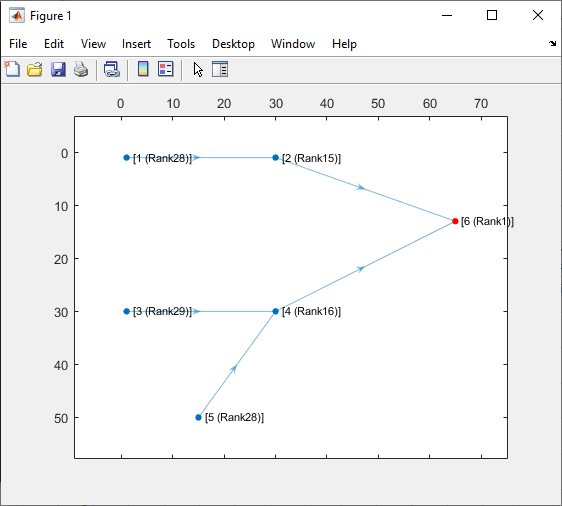 Figure 1
File Edit View Insert Tools Desktop Window Help
0 10 20 30 40 50 60 70
0
[1 (Rank28)] [2 (Rank15)]
10
[6 (Rank1)]
20
30
[3 (Rank29)] [4 (Rank16)]
40
50
[5 (Rank28)]